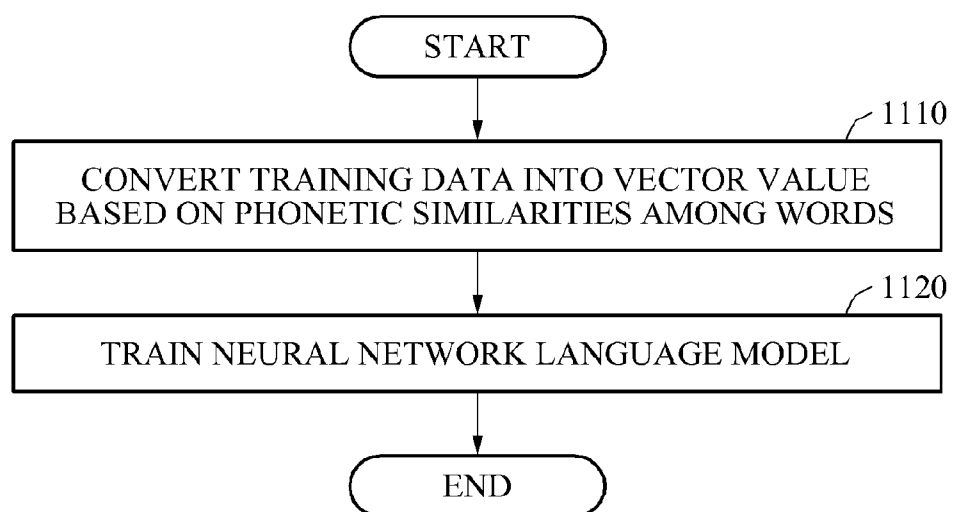 START
1110
CONVERT TRAINING DATA INTO VECTOR VALUE
BASED ON PHONETIC SIMILARITIES AMONG WORDS
1120
TRAIN NEURAL NETWORK LANGUAGE MODEL
END